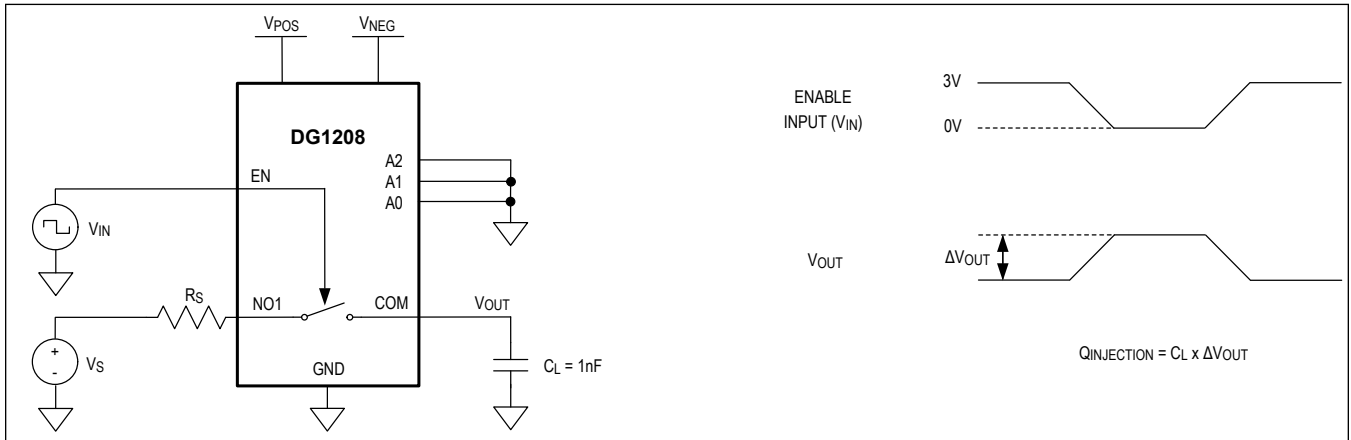 VPOS
VNEG
DG1208
A2
A1
A0
EN
VIN
RS
NO1
COM
VOUT
VS
+
-
GND
CL = 1nF
ENABLE
INPUT (VIN)
3V
0V
VOUT
ΔVOUT
QINJECTION = CL x ΔVOUT